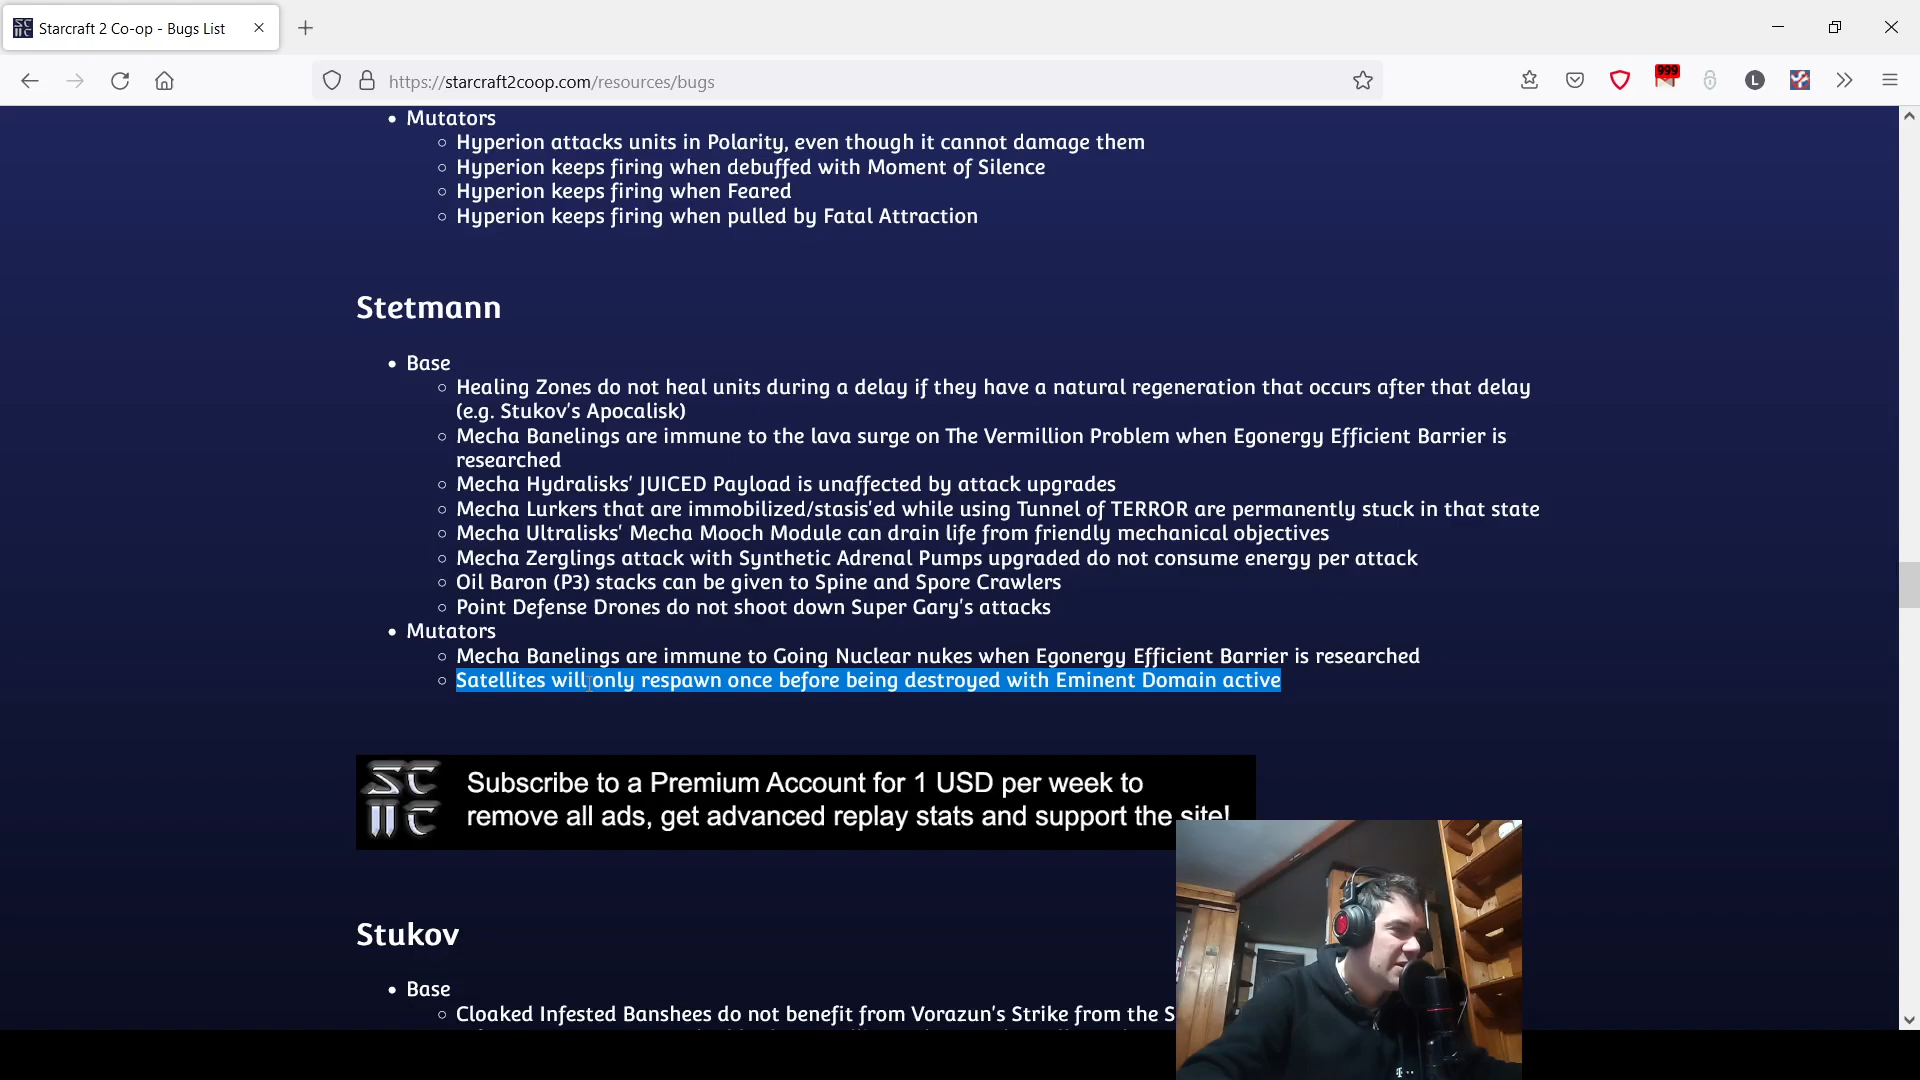 Starcraft 2 Co-op - Bugs List
https://starcraft2coop.com/resources/bugs
999
L
• Mutators
Hyperion attacks units in Polarity, even though it cannot damage them
Hyperion keeps firing when debuffed with Moment of Silence
Hyperion keeps firing when Feared
Hyperion keeps firing when pulled by Fatal Attraction
Stetmann
• Base
Healing Zones do not heal units during a delay if they have a natural regeneration that occurs after that delay
(e.g. Stukov's Apocalisk)
Mecha Banelings are immune to the lava surge on The Vermillion Problem when Egonergy Efficient Barrier is
researched
Mecha Hydralisks' JUICED Payload is unaffected by attack upgrades
Mecha Lurkers that are immobilized/stasis'ed while using Tunnel of TERROR are permanently stuck in that state
Mecha Ultralisks' Mecha Mooch Module can drain life from friendly mechanical objectives
Mecha Zerglings attack with Synthetic Adrenal Pumps upgraded do not consume energy per attack
Oil Baron (P3) stacks can be given to Spine and Spore Crawlers
Point Defense Drones do not shoot down Super Gary's attacks
• Mutators
Mecha Banelings are immune to Going Nuclear nukes when Egonergy Efficient Barrier is researched
Satellites will only respawn once before being destroyed with Eminent Domain active
SC
IIC
Subscribe to a Premium Account for 1 USD per week to
remove all ads, get advanced replay stats and support the site!
Stukov
• Base
Cloaked Infested Banshees do not benefit from Vorazun's Strike from the S